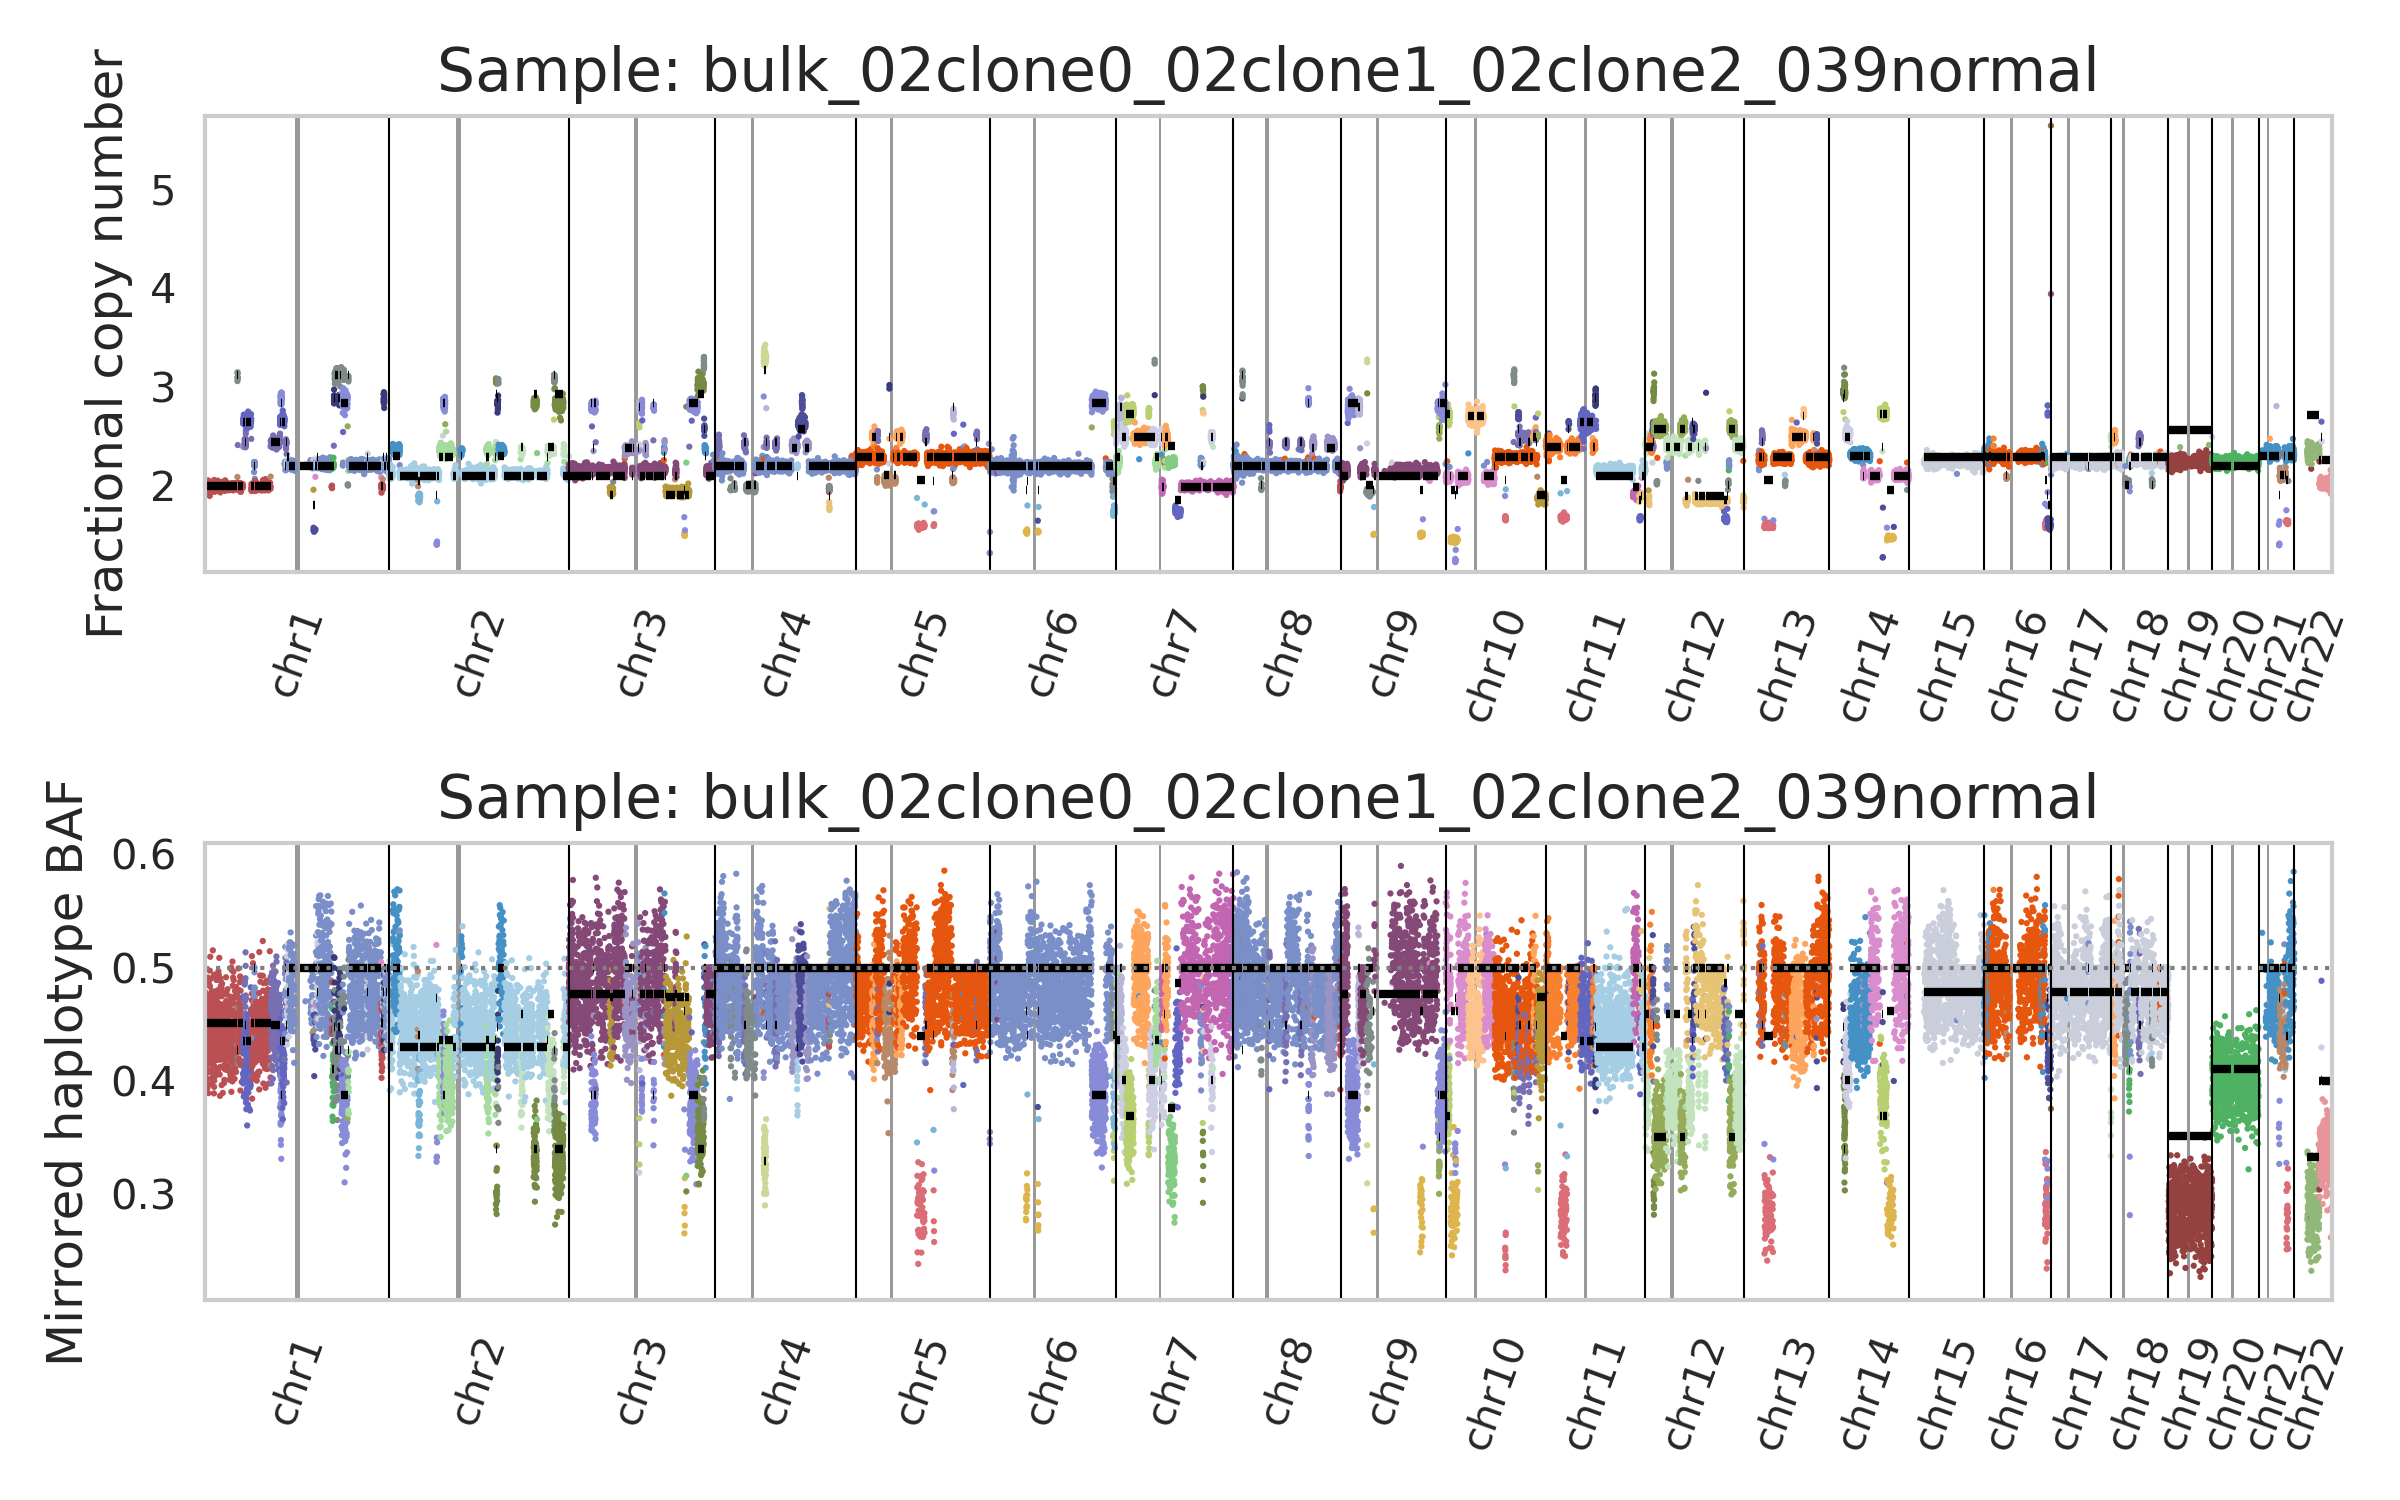 Sample: bulk_02clone0_02clone1_02clone2_039normal
Fractional copy number
5
4
3
2
chr1 chr2 chr3 chr4 chr5 chr6 chr7 chr8 chr9 chr10 chr11 chr12 chr13 chr14 chr15 chr16 chr17 chr18 chr19 chr20 chr21 chr22
Sample: bulk_02clone0_02clone1_02clone2_039normal
Mirrored haplotype BAF
0.6
0.5
0.4
0.3
chr1 chr2 chr3 chr4 chr5 chr6 chr7 chr8 chr9 chr10 chr11 chr12 chr13 chr14 chr15 chr16 chr17 chr18 chr19 chr20 chr21 chr22